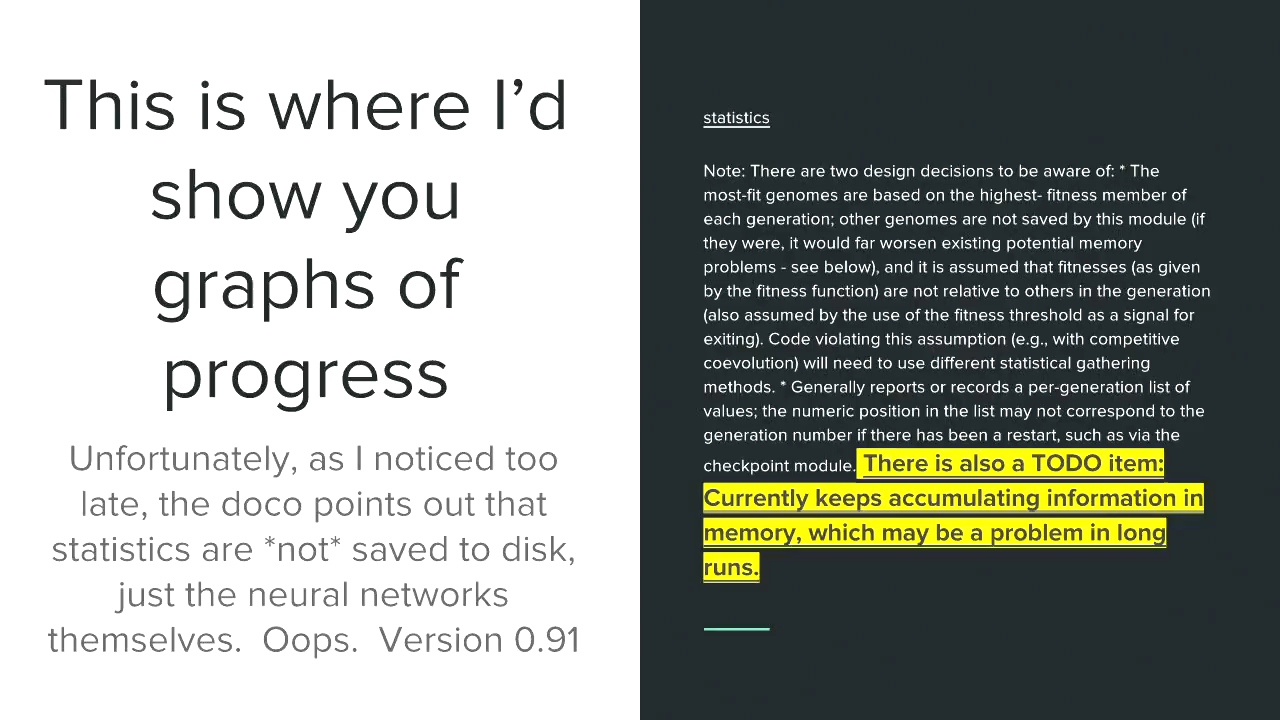 This is where I’d
show you
graphs of
progress
Unfortunately, as I noticed too
late, the doco points out that
statistics are *not* saved to disk,
just the neural networks
themselves.  Oops.  Version 0.91
statistics
Note: There are two design decisions to be aware of: * The
most-fit genomes are based on the highest- fitness member of
each generation; other genomes are not saved by this module (if
they were, it would far worsen existing potential memory
problems - see below), and it is assumed that fitnesses (as given
by the fitness function) are not relative to others in the generation
(also assumed by the use of the fitness threshold as a signal for
exiting). Code violating this assumption (e.g., with competitive
coevolution) will need to use different statistical gathering
methods. * Generally reports or records a per-generation list of
values; the numeric position in the list may not correspond to the
generation number if there has been a restart, such as via the
checkpoint module. There is also a TODO item:
Currently keeps accumulating information in
memory, which may be a problem in long
runs.